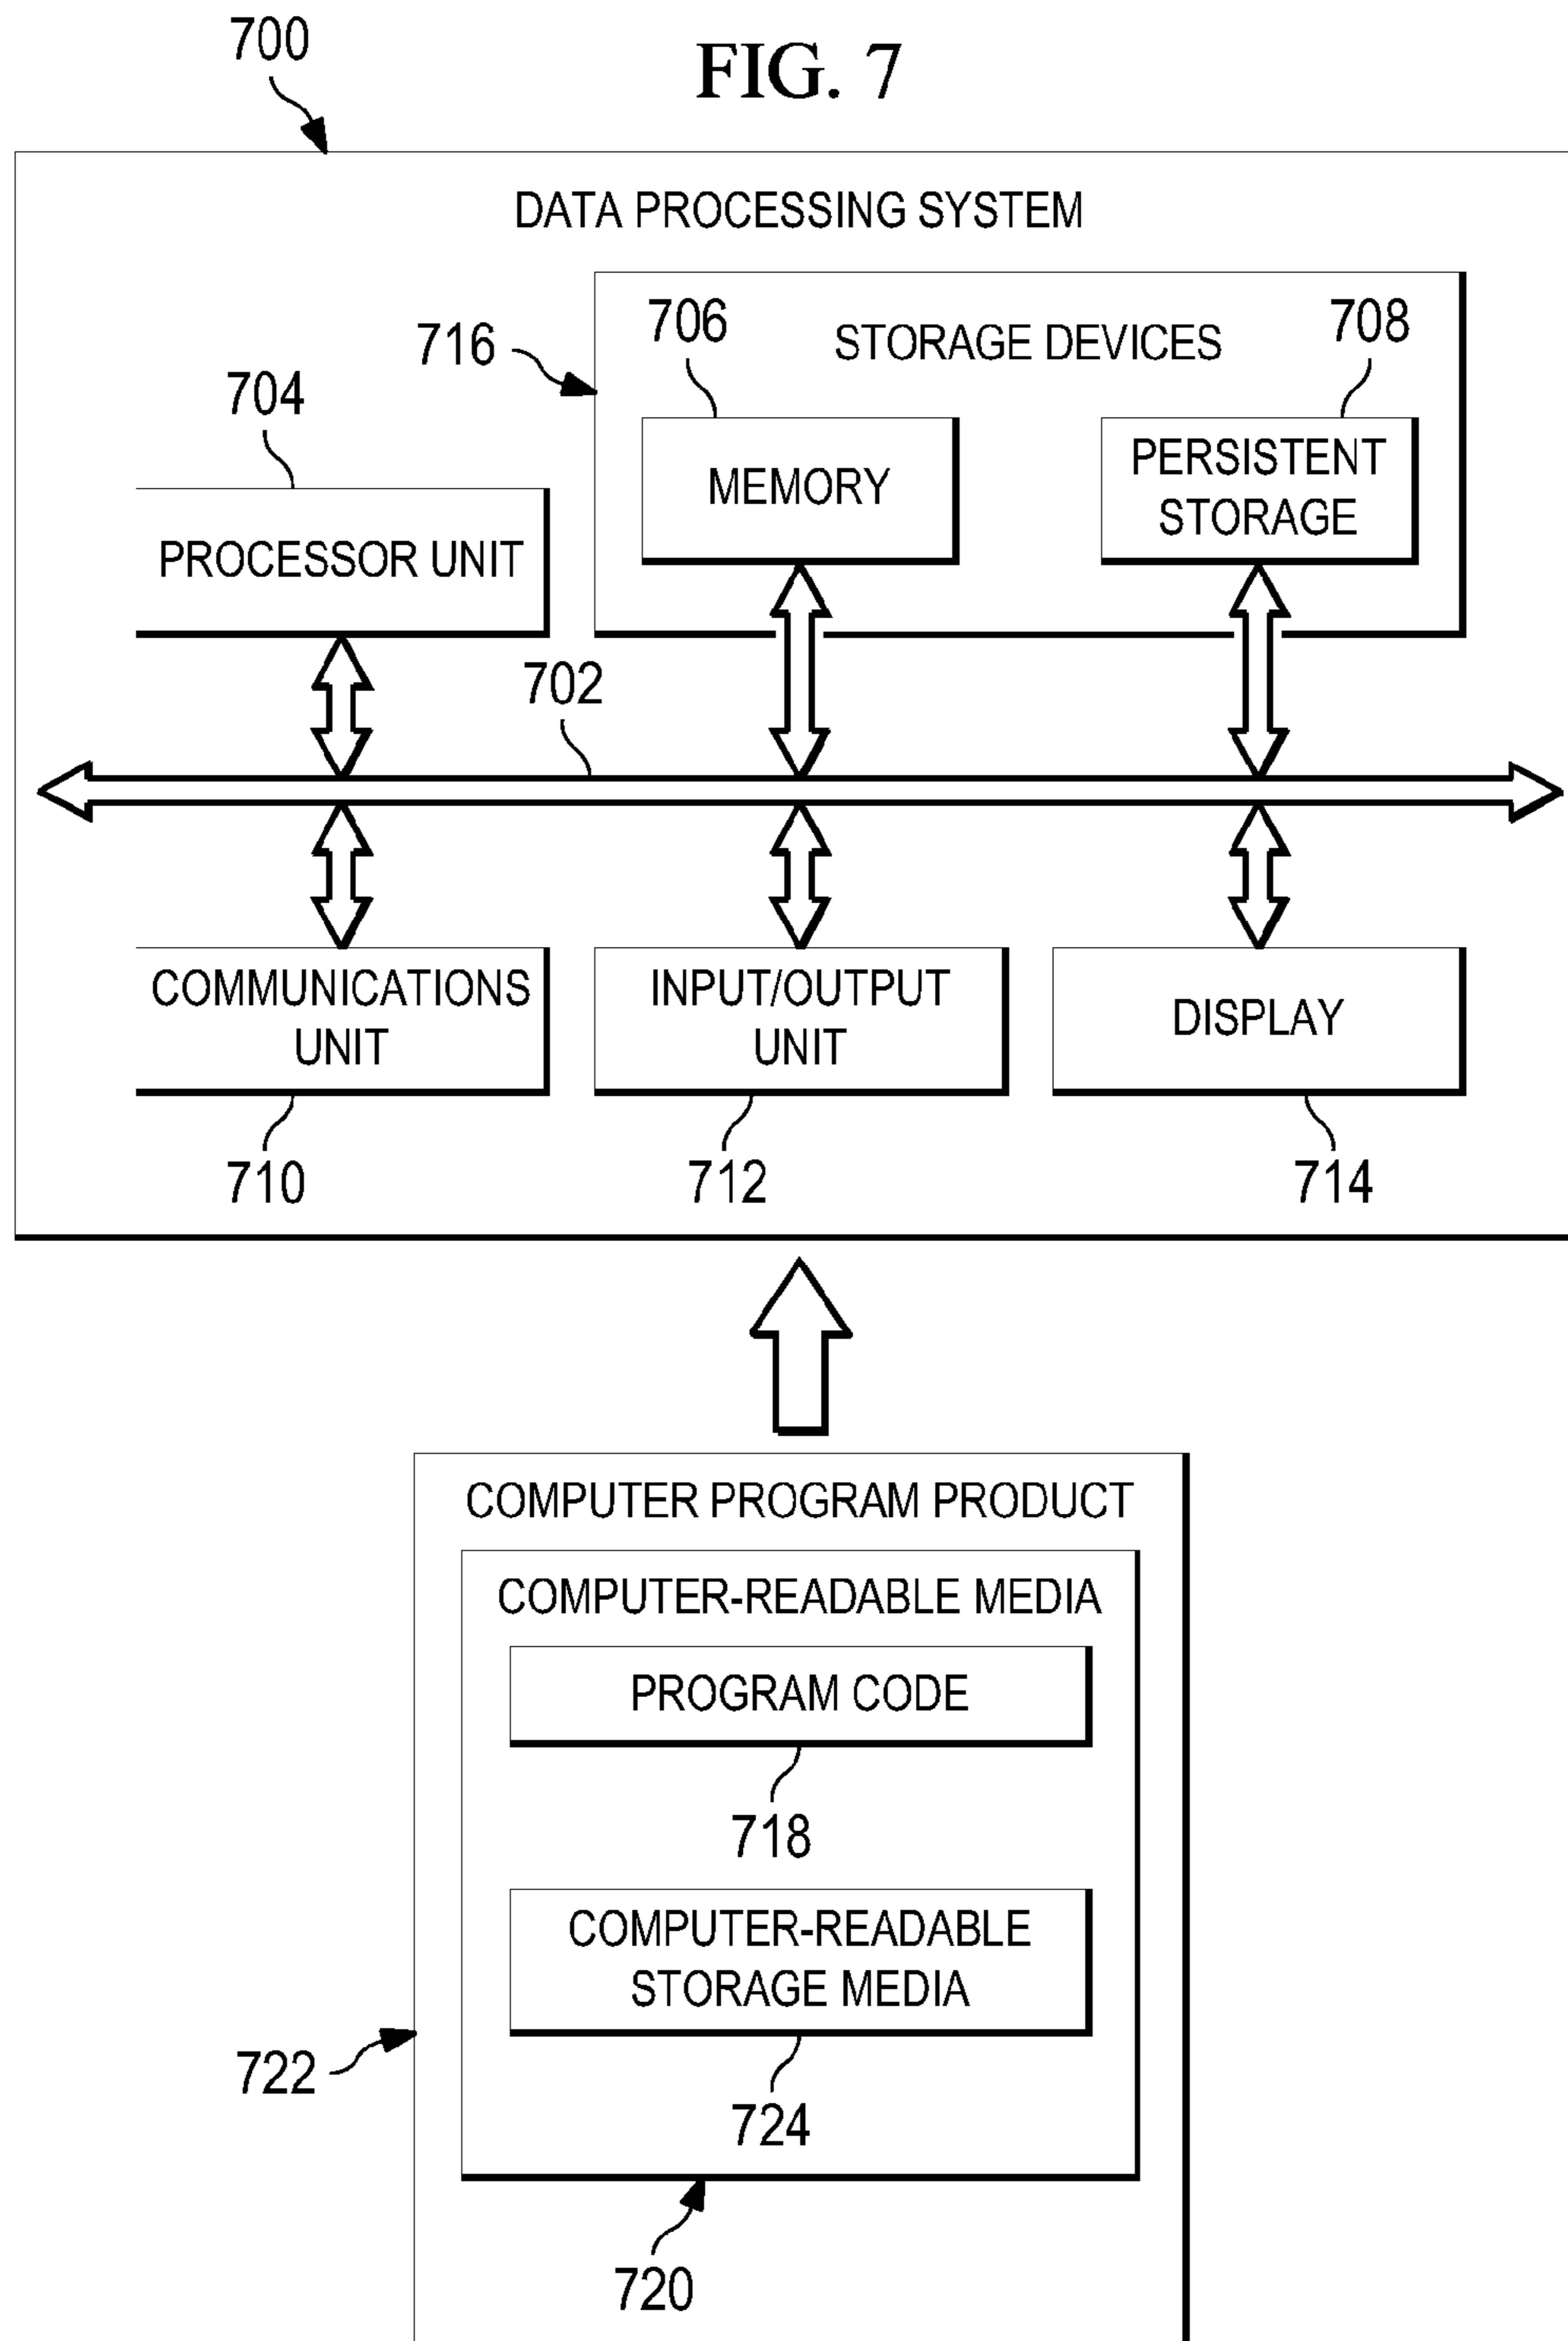 700
FIG. 7
DATA PROCESSING SYSTEM
716
706
STORAGE DEVICES
708
704
MEMORY
PERSISTENT
STORAGE
PROCESSOR UNIT
702
COMMUNICATIONS
UNIT
INPUT/OUTPUT
UNIT
DISPLAY
710
712
714
COMPUTER PROGRAM PRODUCT
COMPUTER-READABLE MEDIA
PROGRAM CODE
718
COMPUTER-READABLE
STORAGE MEDIA
722
724
720